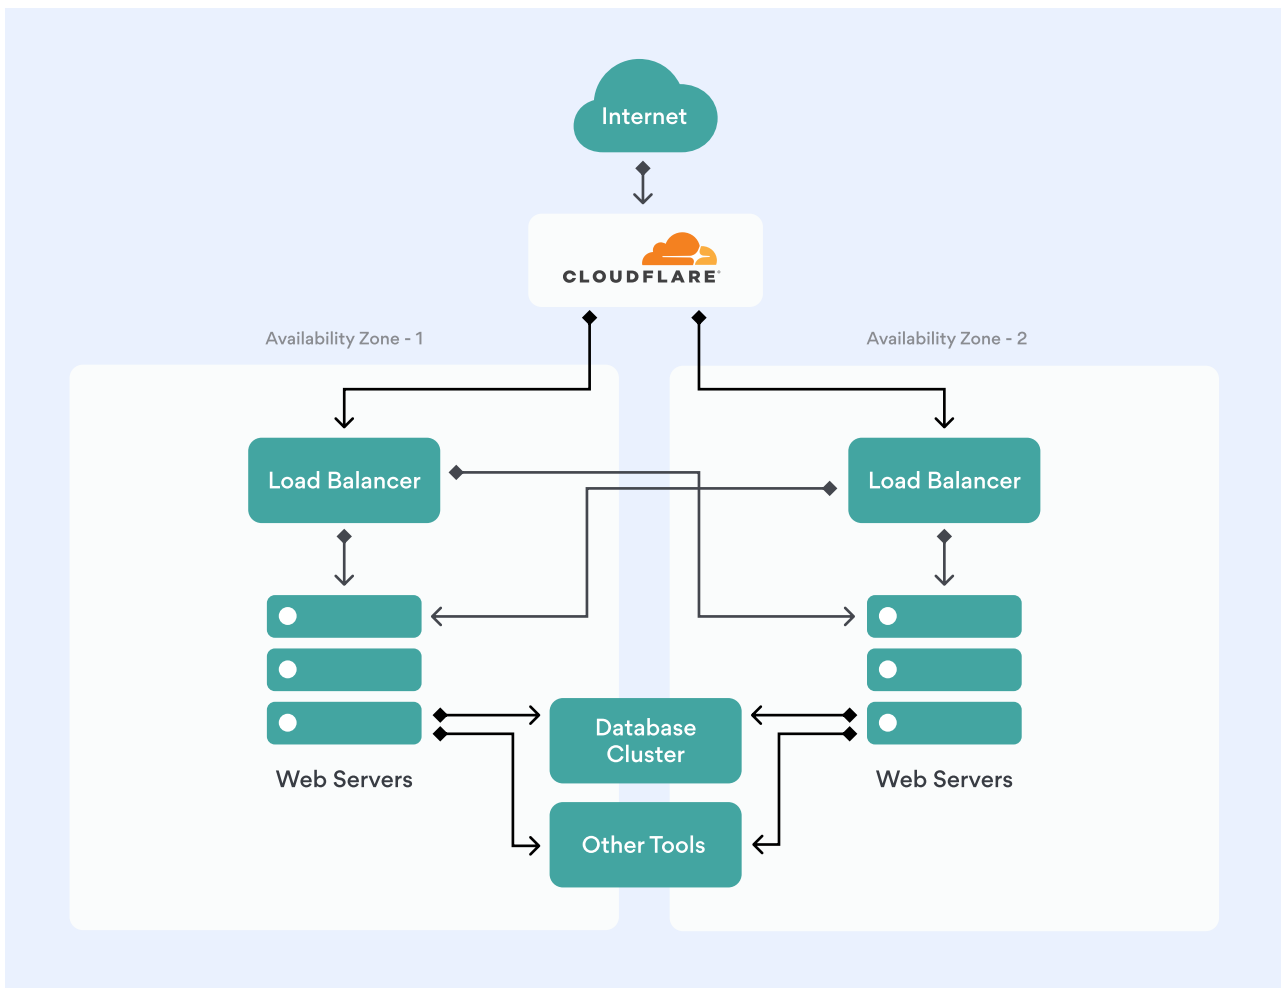 Internet
CLOUDFLARE
Availability Zone - 1
Availability Zone - 2
Load Balancer
Load Balancer
Database
Cluster
Web Servers
Web Servers
Other Tools